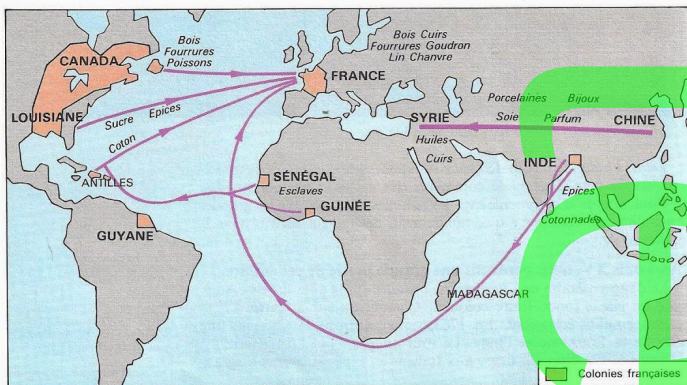 Bois
Fourrures
Poissons
CANADA
Bois Cuirs
Fourrures Goudron
Lin Chanvre
FRANCE
LOUISIANE
Sucre Epices
Coton
ANTILLES
GUYANE
SÉNÉGAL
Esclaves
GUINÉE
Porcelaines Bijoux
SYRIE
Soie Parfum
CHINE
Huiles
Cuirs
INDE
Epices
Cotonnades
MADAGASCAR
Colonies françaises